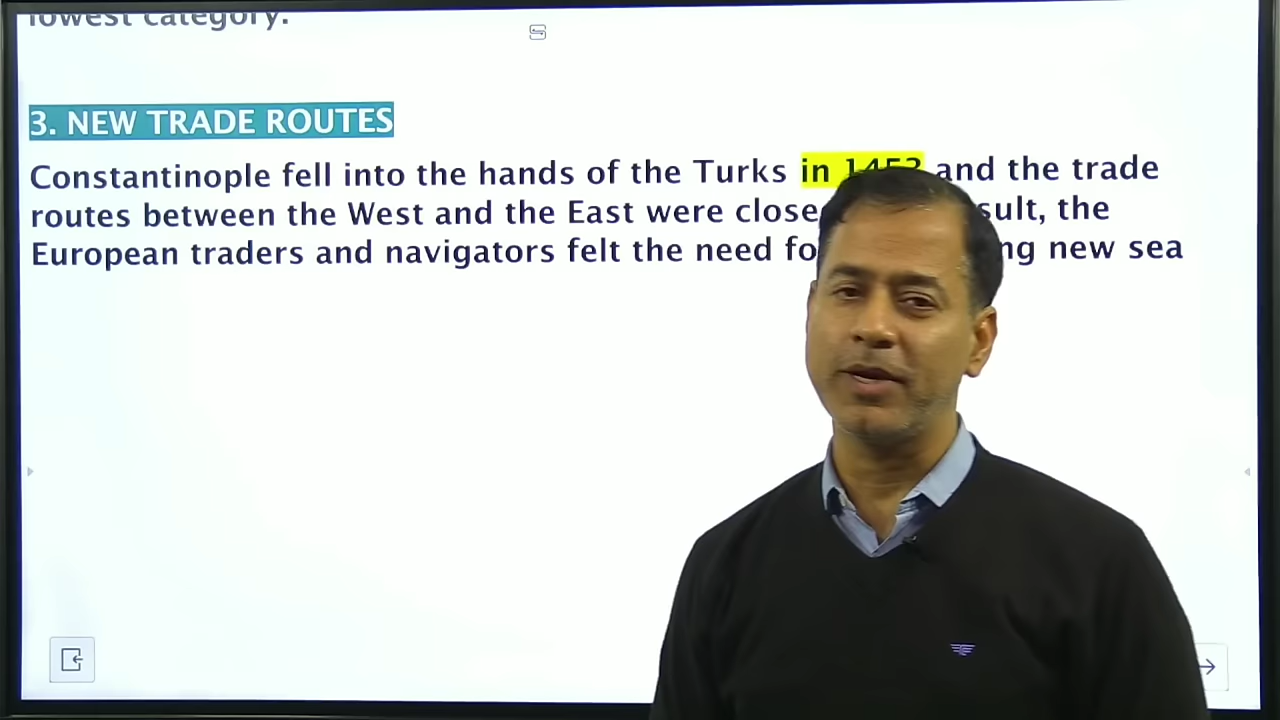 lowest category.
3. NEW TRADE ROUTES
Constantinople fell into the hands of the Turks in 1453 and the trade
routes between the West and the East were close sult, the
European traders and navigators felt the need fo ng new sea